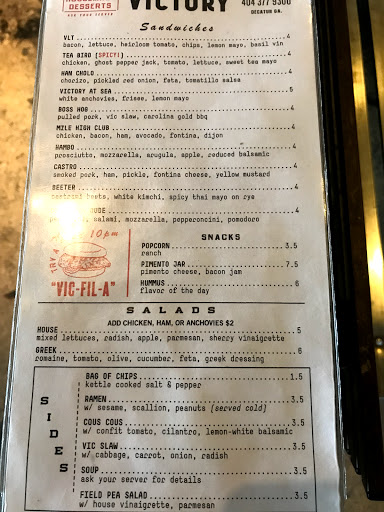 DESSERTS
ASK YOUR SERVER
VICTORY
404 377 9300
DECATUR GA.
Sandwiches
VLT 4
bacon, lettuce, heirloom tomato, chips, lemon mayo, basil vin
TEA BIRD (SPICY!) 4
chicken, ghost pepper jack, tomato, lettuce, sweet tea mayo
HAN CHOLO 4
chorizo, pickled red onion, feta, tomatillo salsa
VICTORY AT SEA 5
white anchovies, frisee, lemon mayo
BOSS HOG 4
pulled pork, vic slaw, carolina gold bbq
MILE HIGH CLUB 4
chicken, bacon, ham, avocado, fontina, dijon
HAMBO 4
prosciutto, mozzarella, arugula, apple, reduced balsamic
CASTRO 4
smoked pork, ham, pickle, fontina cheese, yellow mustard
BEETER 4
pastrami beets, white kimchi, spicy thai mayo on rye
4
salami, mozzarella, pepperoncini, pomodoro
10pm
TRY A
"VIC-FIL-A"
SNACKS
POPCORN 3.5
ranch
PIMENTO JAR 7.5
pimento cheese, bacon jam
HUMMUS 6
flavor of the day
SALADS
ADD CHICKEN, HAM, OR ANCHOVIES $2
HOUSE 5
mixed lettuces, radish, apple, parmesan, sherry vinaigrette
GREEK 6
romaine, tomato, olive, cucumber, feta, greek dressing
SIDES
BAG OF CHIPS 1.5
kettle cooked salt & pepper
RAMEN 3.5
w/ sesame, scallion, peanuts (served cold)
COUS COUS 3.5
w/ confit tomato, cilantro, lemon-white balsamic
VIC SLAW 3.5
w/ cabbage, carrot, onion, radish
SOUP 3.5
ask your server for details
FIELD PEA SALAD 3.5
w/ house vinaigrette, parmesan